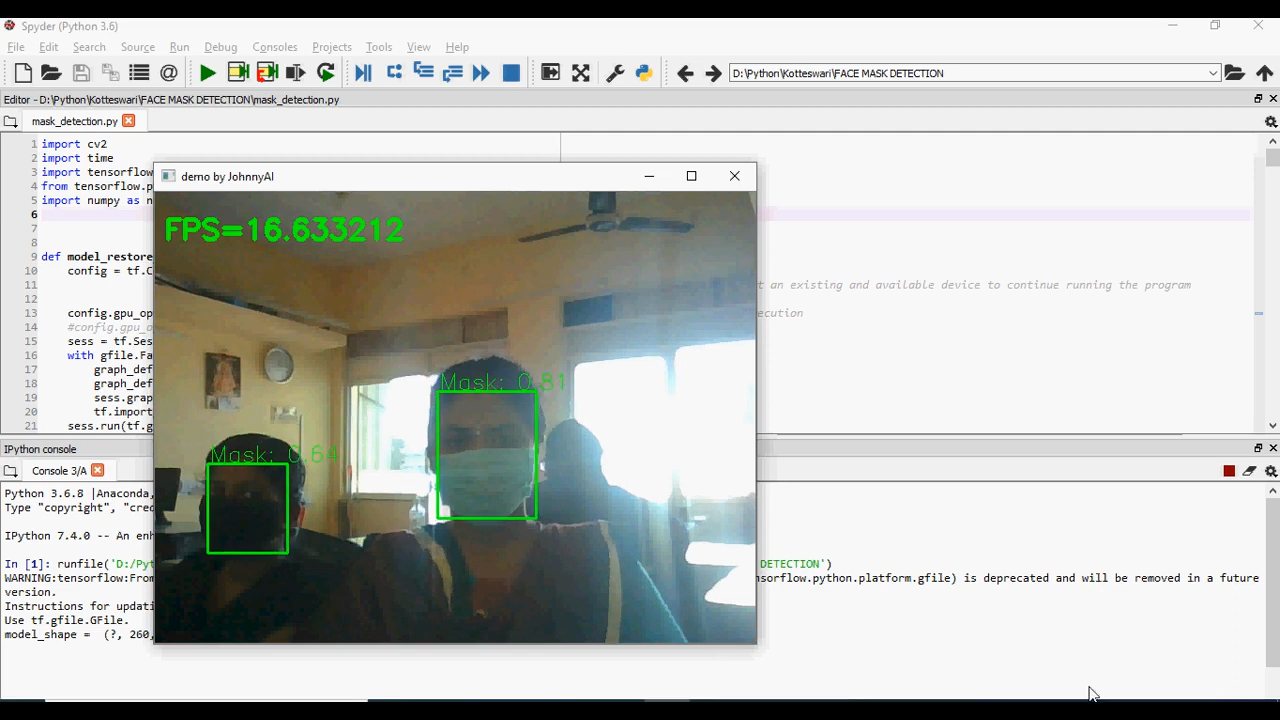 Spyder (Python 3.6)
File Edit Search Source Run Debug Consoles Projects Tools View Help
D:\Python\Kotteswari\FACE MASK DETECTION
Editor - D:\Python\Kotteswari\FACE MASK DETECTION\mask_detection.py
mask_detection.py
1 import cv2
2 import time
3 import tensorflow
4 from tensorflow.p
5 import numpy as n
6
7
8
9 def model_restore
10 config = tf.C
11 t an existing and available device to continue running the program
12
13 config.gpu_op ecution
14 #config.gpu_o
15 sess = tf.Ses
16 with gfile.Fa
17 graph_def
18 graph_def
19 sess.grap
20 tf.import
21 sess.run(tf.g
demo by JohnnyAI
FPS=16.633212
Mask: 0.81
Mask: 0.64
IPython console
Console 3/A
Python 3.6.8 |Anaconda,
Type "copyright", "cred
IPython 7.4.0 -- An enh
In [1]: runfile('D:/Pyt DETECTION')
WARNING:tensorflow:From nsorflow.python.platform.gfile) is deprecated and will be removed in a future
version.
Instructions for updati
Use tf.gfile.GFile.
model_shape = (?, 260,